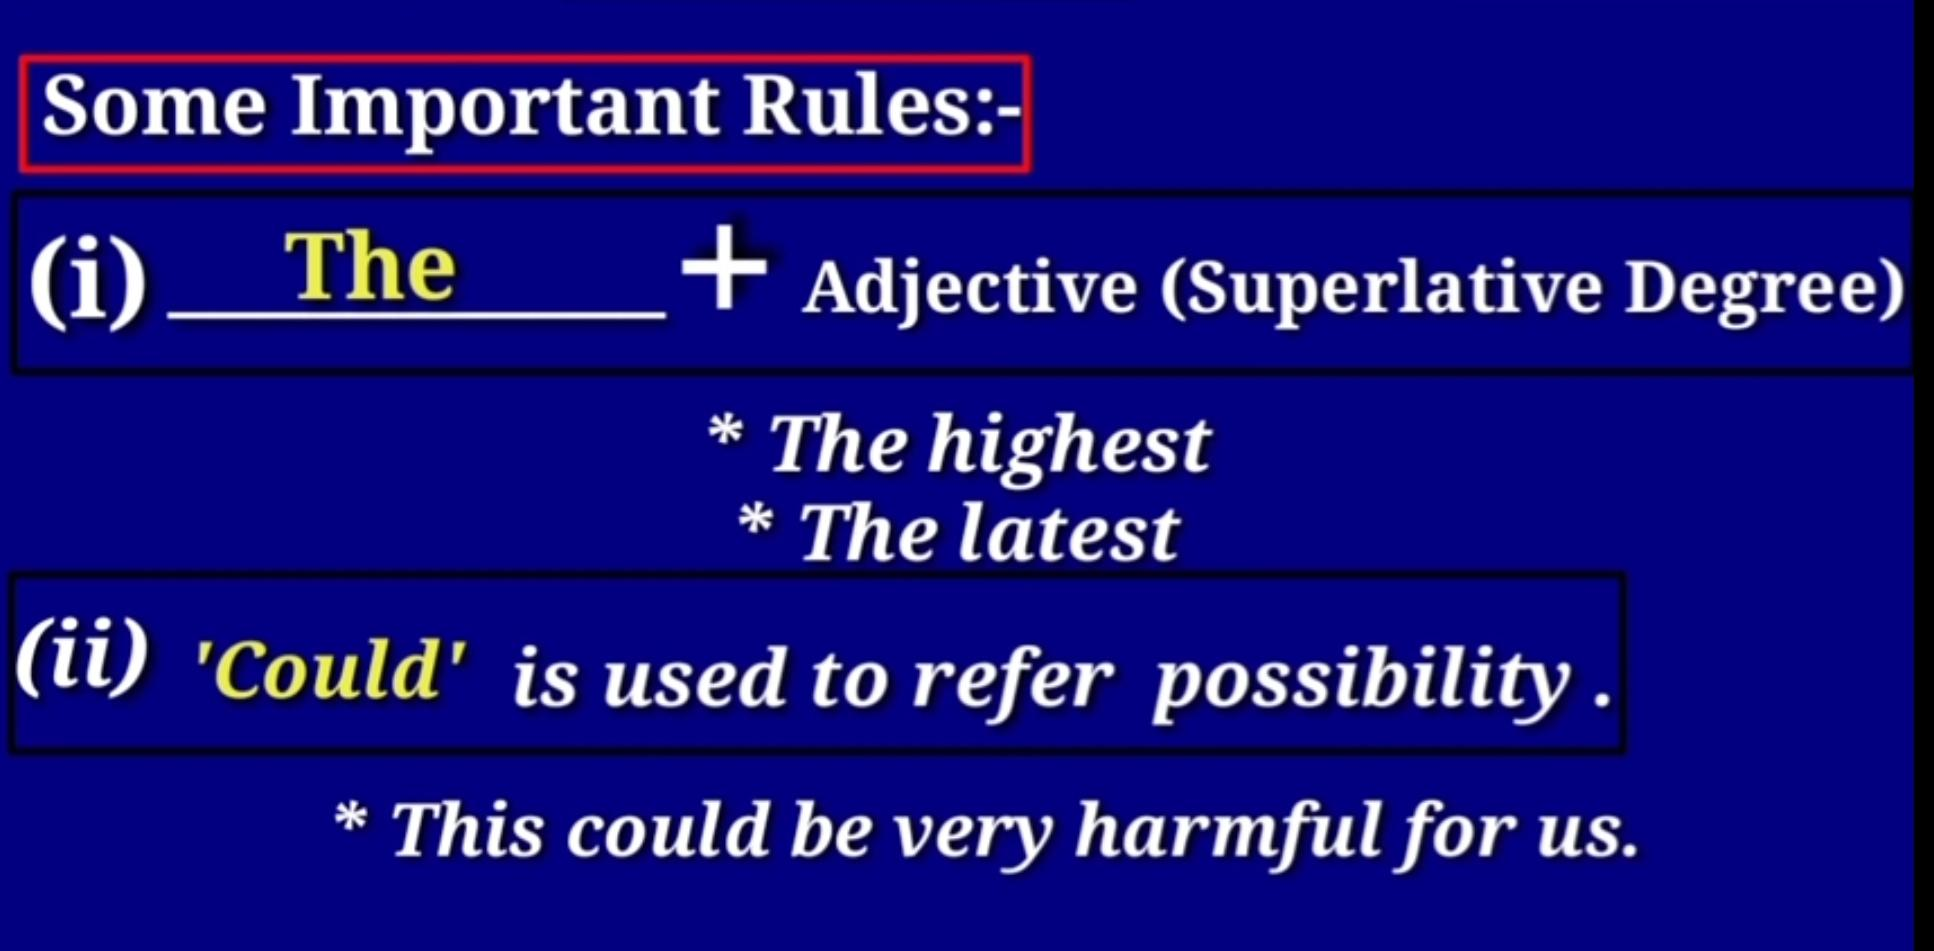 Some Important Rules:-
(i) The + Adjective (Superlative Degree)
* The highest
* The latest
(ii) 'Could' is used to refer possibility .
* This could be very harmful for us.